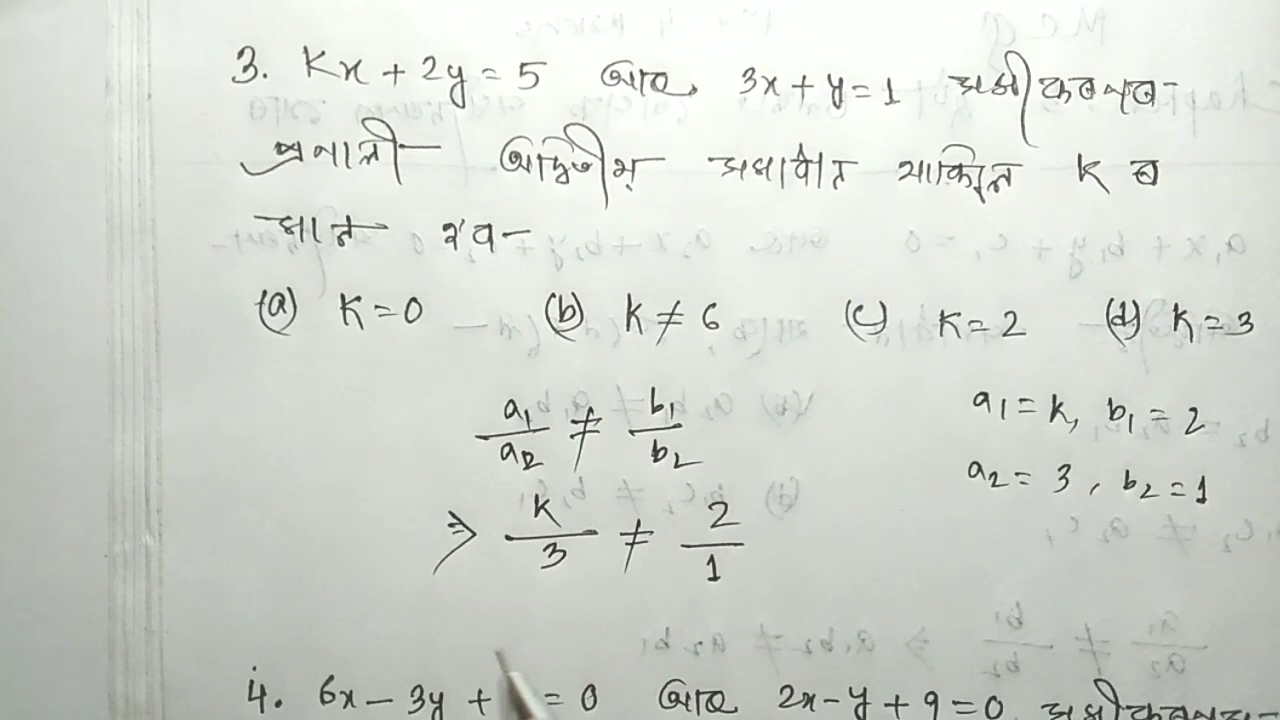 3. Kx + 2y = 5 আৰু 3x + y = 1 সমীকৰণৰ
প্ৰণালী অদ্বিতীয় সমাধান থাকিলে K ৰ
মান হ'ব
(a) K = 0 (b) K ≠ 6 (c) K = 2 (d) K = 3
a₁/a₂ ≠ b₁/b₂ a₁ = K, b₁ = 2
a₂ = 3, b₂ = 1
⇒ K/3 ≠ 2/1
4. 6x − 3y + = 0 আৰু 2x − y + 9 = 0 সমীকৰণৰ